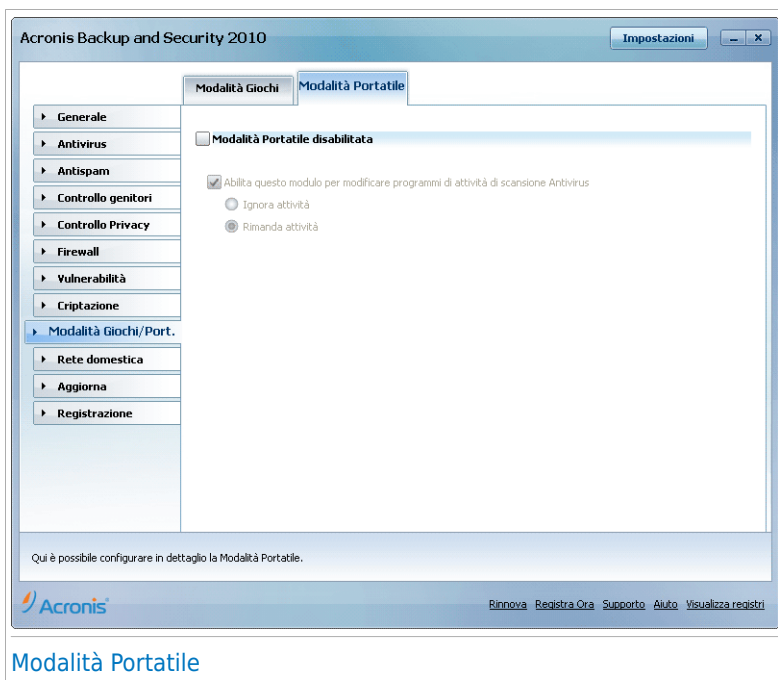 Acronis Backup and Security 2010
Impostazioni
Modalità Giochi
Modalità Portatile
Generale
Antivirus
Antispam
Controllo genitori
Controllo Privacy
Firewall
Vulnerabilità
Criptazione
Modalità Giochi/Port.
Rete domestica
Aggiorna
Registrazione
Modalità Portatile disabilitata
Abilita questo modulo per modificare programmi di attività di scansione Antivirus
Ignora attività
Rimanda attività
Qui è possibile configurare in dettaglio la Modalità Portatile.
Acronis
Rinnova Registra Ora Supporto Aiuto Visualizza registri
Modalità Portatile